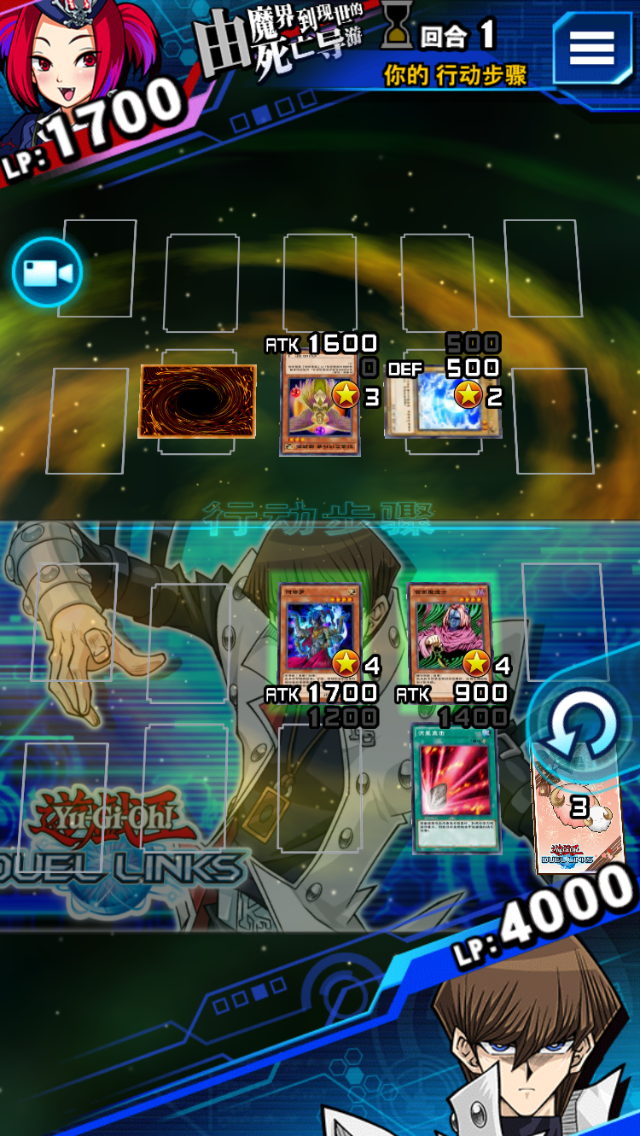 由魔界到现世的
死亡导游
回合 1
你的 行动步骤
LP:1700
ATK 1600
0
3
500
DEF 500
2
行动步骤
4
ATK 1700
1200
4
ATK 900
1400
3
遊戯王
Yu-Gi-Oh!
DUEL LINKS
DUEL LINKS
LP:4000